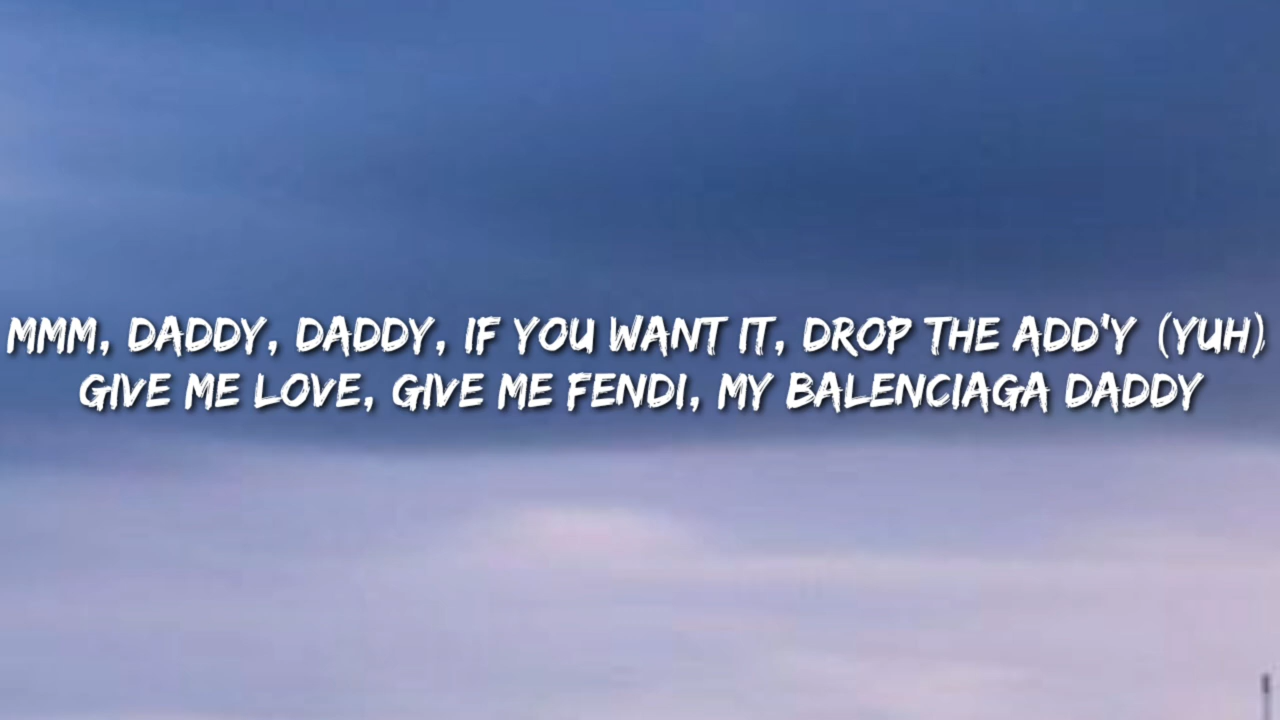 MMM, DADDY, DADDY, IF YOU WANT IT, DROP THE ADD'Y (YUH)
GIVE ME LOVE, GIVE ME FENDI, MY BALENCIAGA DADDY